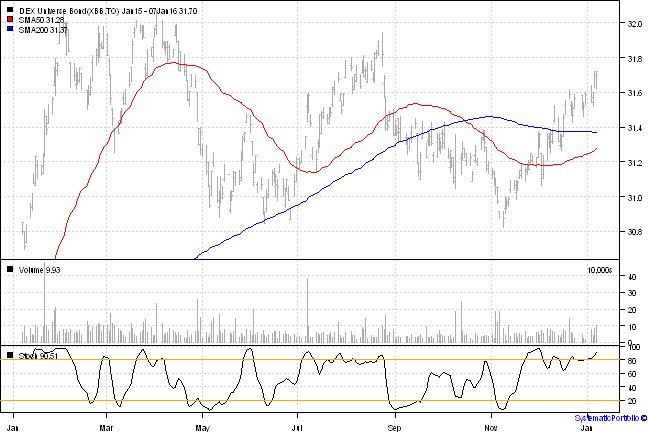 DEX Universe Bond(XBB.TO) Jan15 - 07Jan16 31.70
SMA50 31.28
SMA200 31.37
32.0
31.8
31.6
31.4
31.2
31.0
30.8
Volume 9.93
10,000s
40
30
20
10
0
Stoch 90.51
100
80
60
40
20
Jan Mar May Jul Sep Nov Jan
SystematicPortfolio ©